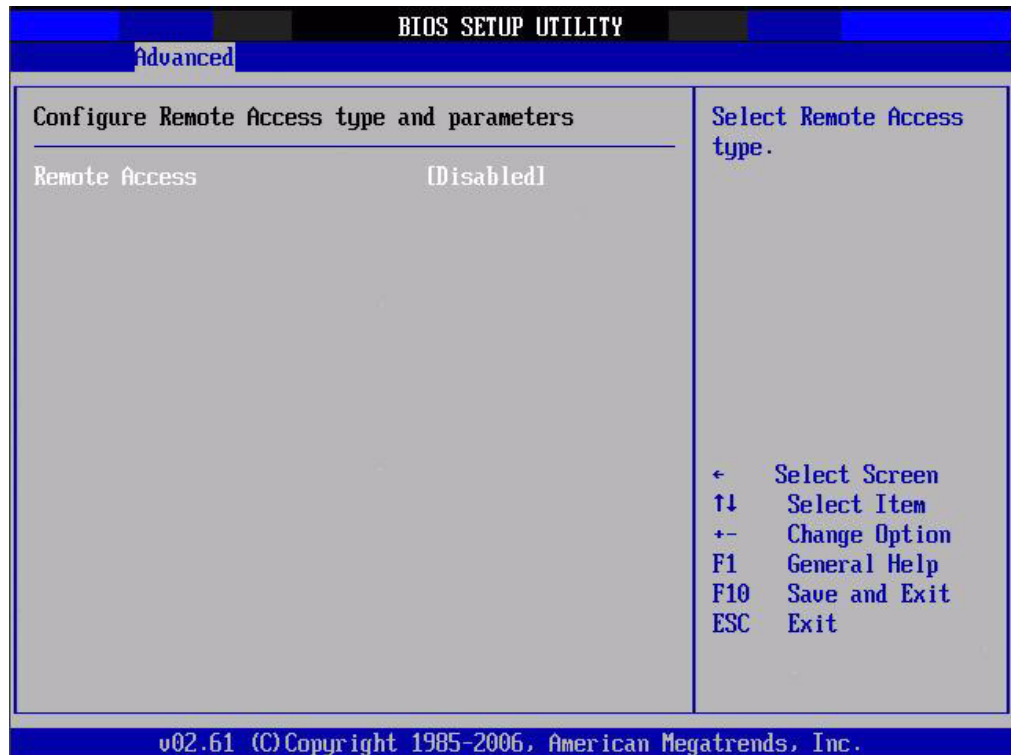 BIOS SETUP UTILITY
Advanced
Configure Remote Access type and parameters
Remote Access [Disabled]
Select Remote Access
type.
← Select Screen
↑↓ Select Item
+- Change Option
F1 General Help
F10 Save and Exit
ESC Exit
v02.61 (C)Copyright 1985-2006, American Megatrends, Inc.